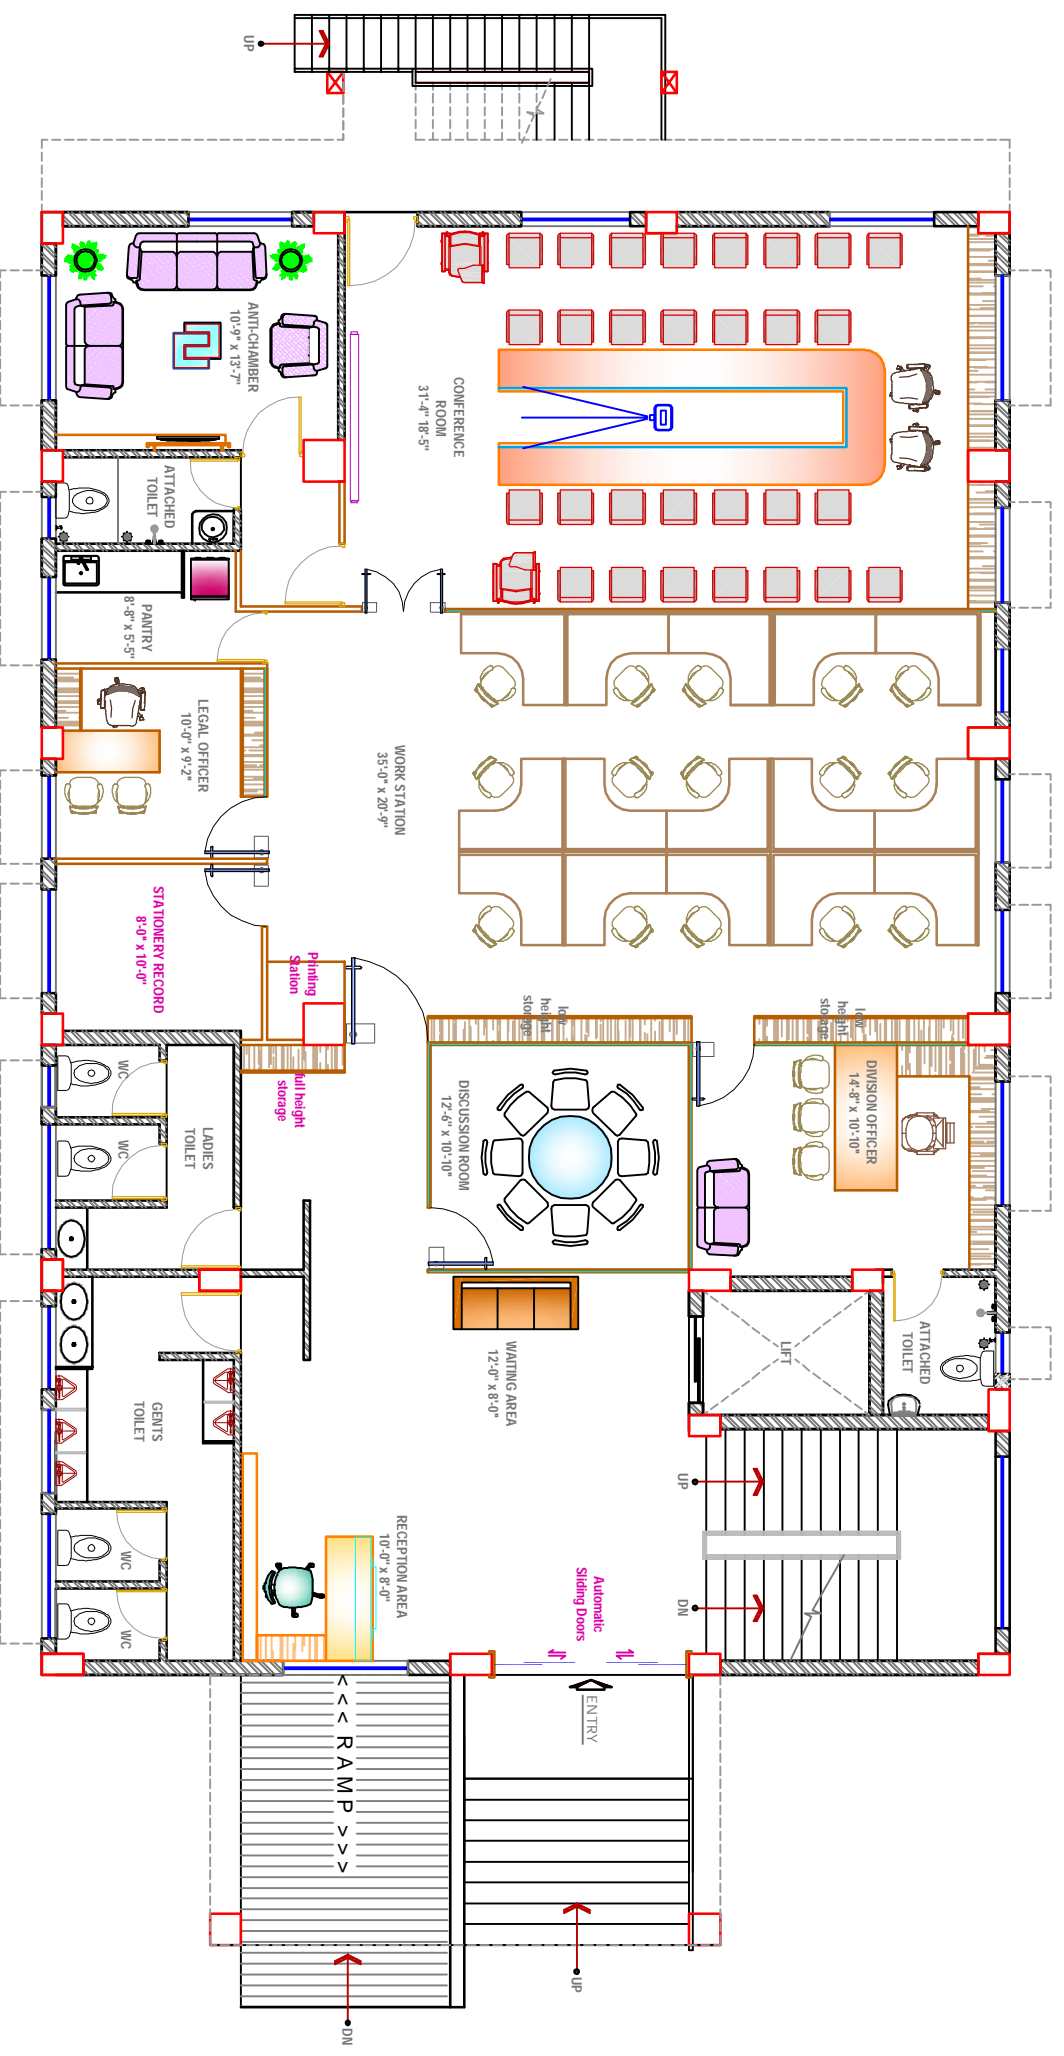 UP
ANTI-CHAMBER
10'-9" x 13'-7"
CONFERENCE
ROOM
31'-4" 18'-5"
ATTACHED
TOILET
PANTRY
8'-8" x 5'-5"
LEGAL OFFICER
10'-0" x 9'-2"
WORK STATION
35'-0" x 20'-9"
STATIONERY RECORD
8'-0" x 10'-0"
Printing
Station
low
height
storage
low
height
storage
full height
storage
WC
WC
LADIES
TOILET
DISCUSSION ROOM
12'-6" x 10'-10"
DIVISION OFFICER
14'-8" x 10'-10"
WAITING AREA
12'-0" x 8'-0"
LIFT
ATTACHED
TOILET
GENTS
TOILET
UP
DN
WC
WC
RECEPTION AREA
10'-0" x 8'-0"
Automatic
Sliding Doors
ENTRY
<<< RAMP >>>
UP
DN